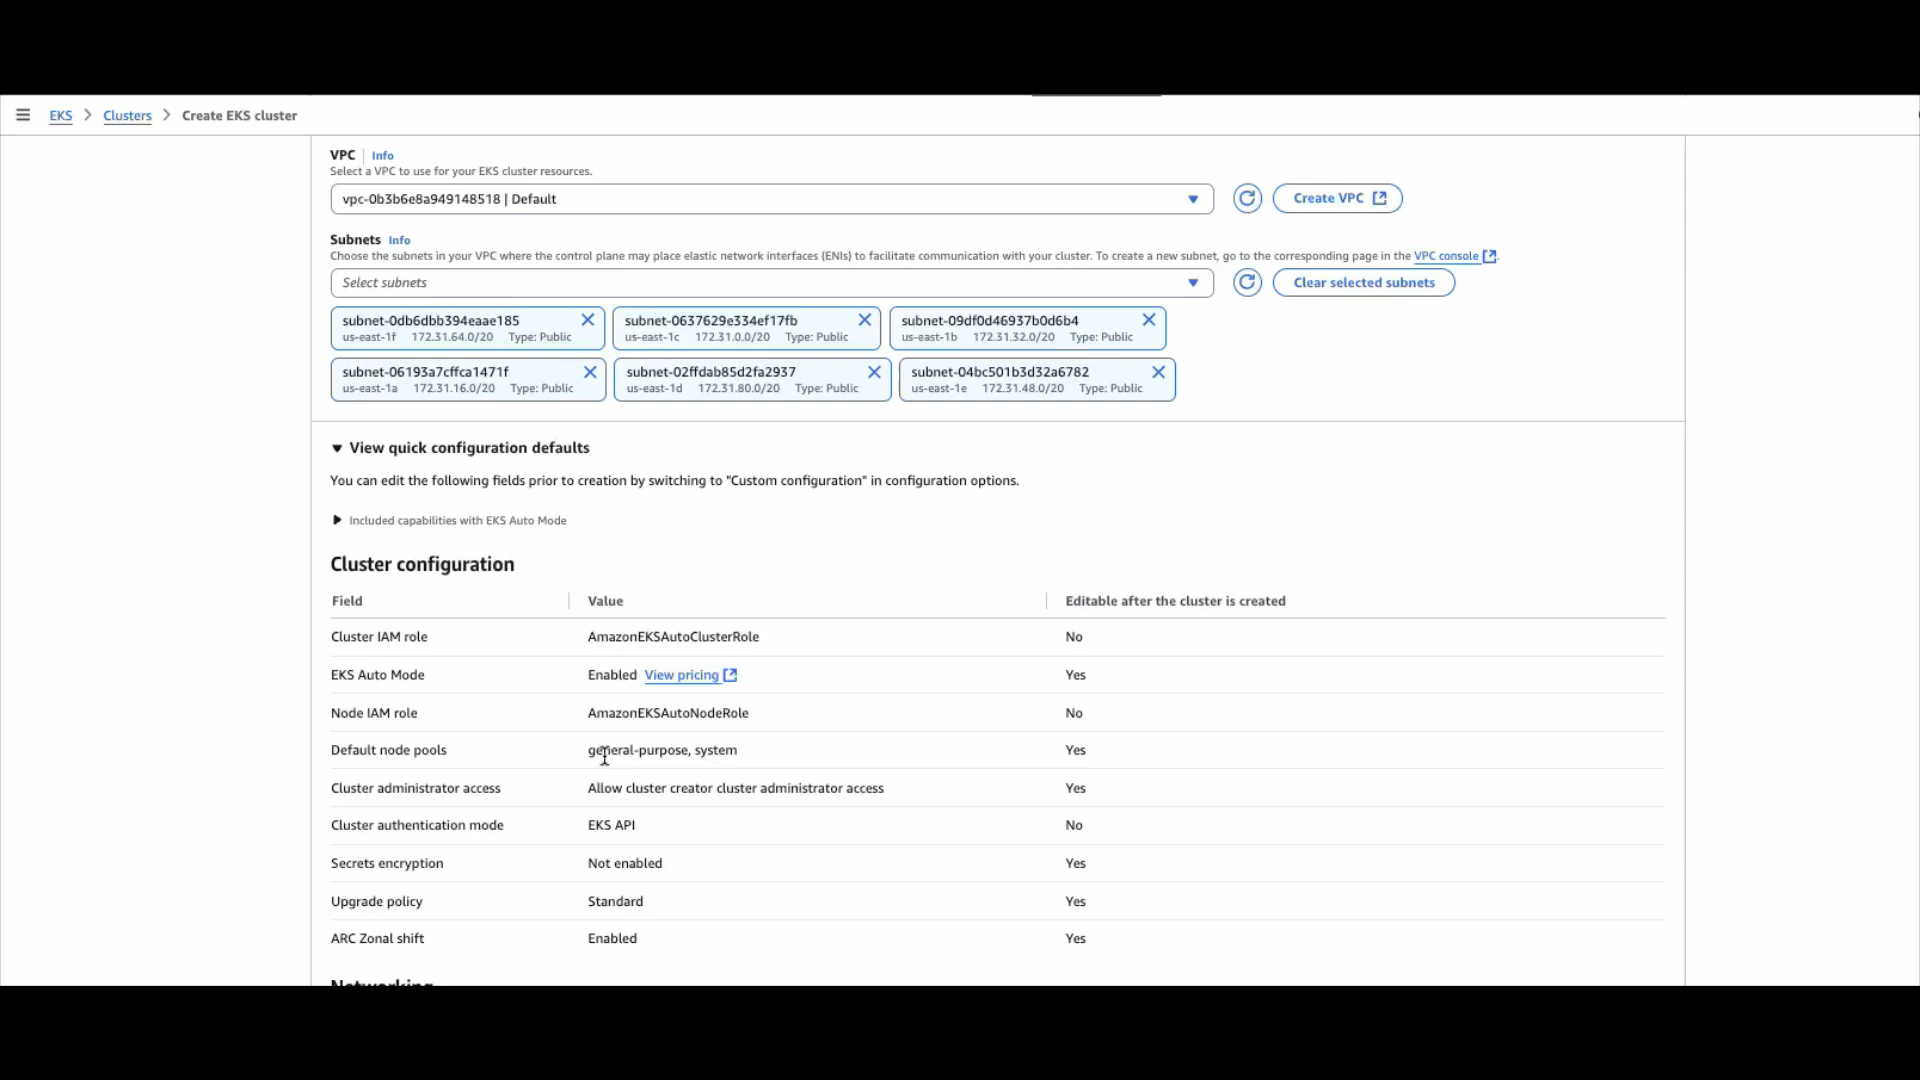 EKS > Clusters > Create EKS cluster
VPC | Info
Select a VPC to use for your EKS cluster resources.
vpc-0b3b6e8a949148518 | Default
Create VPC
Subnets Info
Choose the subnets in your VPC where the control plane may place elastic network interfaces (ENIs) to facilitate communication with your cluster. To create a new subnet, go to the corresponding page in the VPC console.
Select subnets
Clear selected subnets
subnet-0db6dbb394eaae185 subnet-0637629e334ef17fb subnet-09df0d46937b0d6b4
us-east-1f 172.31.64.0/20 Type: Public us-east-1c 172.31.0.0/20 Type: Public us-east-1b 172.31.32.0/20 Type: Public
subnet-06193a7cffca1471f subnet-02ffdab85d2fa2937 subnet-04bc501b3d32a6782
us-east-1a 172.31.16.0/20 Type: Public us-east-1d 172.31.80.0/20 Type: Public us-east-1e 172.31.48.0/20 Type: Public
View quick configuration defaults
You can edit the following fields prior to creation by switching to "Custom configuration" in configuration options.
Included capabilities with EKS Auto Mode
Cluster configuration
Field Value Editable after the cluster is created
Cluster IAM role AmazonEKSAutoClusterRole No
EKS Auto Mode Enabled View pricing Yes
Node IAM role AmazonEKSAutoNodeRole No
Default node pools general-purpose, system Yes
Cluster administrator access Allow cluster creator cluster administrator access Yes
Cluster authentication mode EKS API No
Secrets encryption Not enabled Yes
Upgrade policy Standard Yes
ARC Zonal shift Enabled Yes
Networking